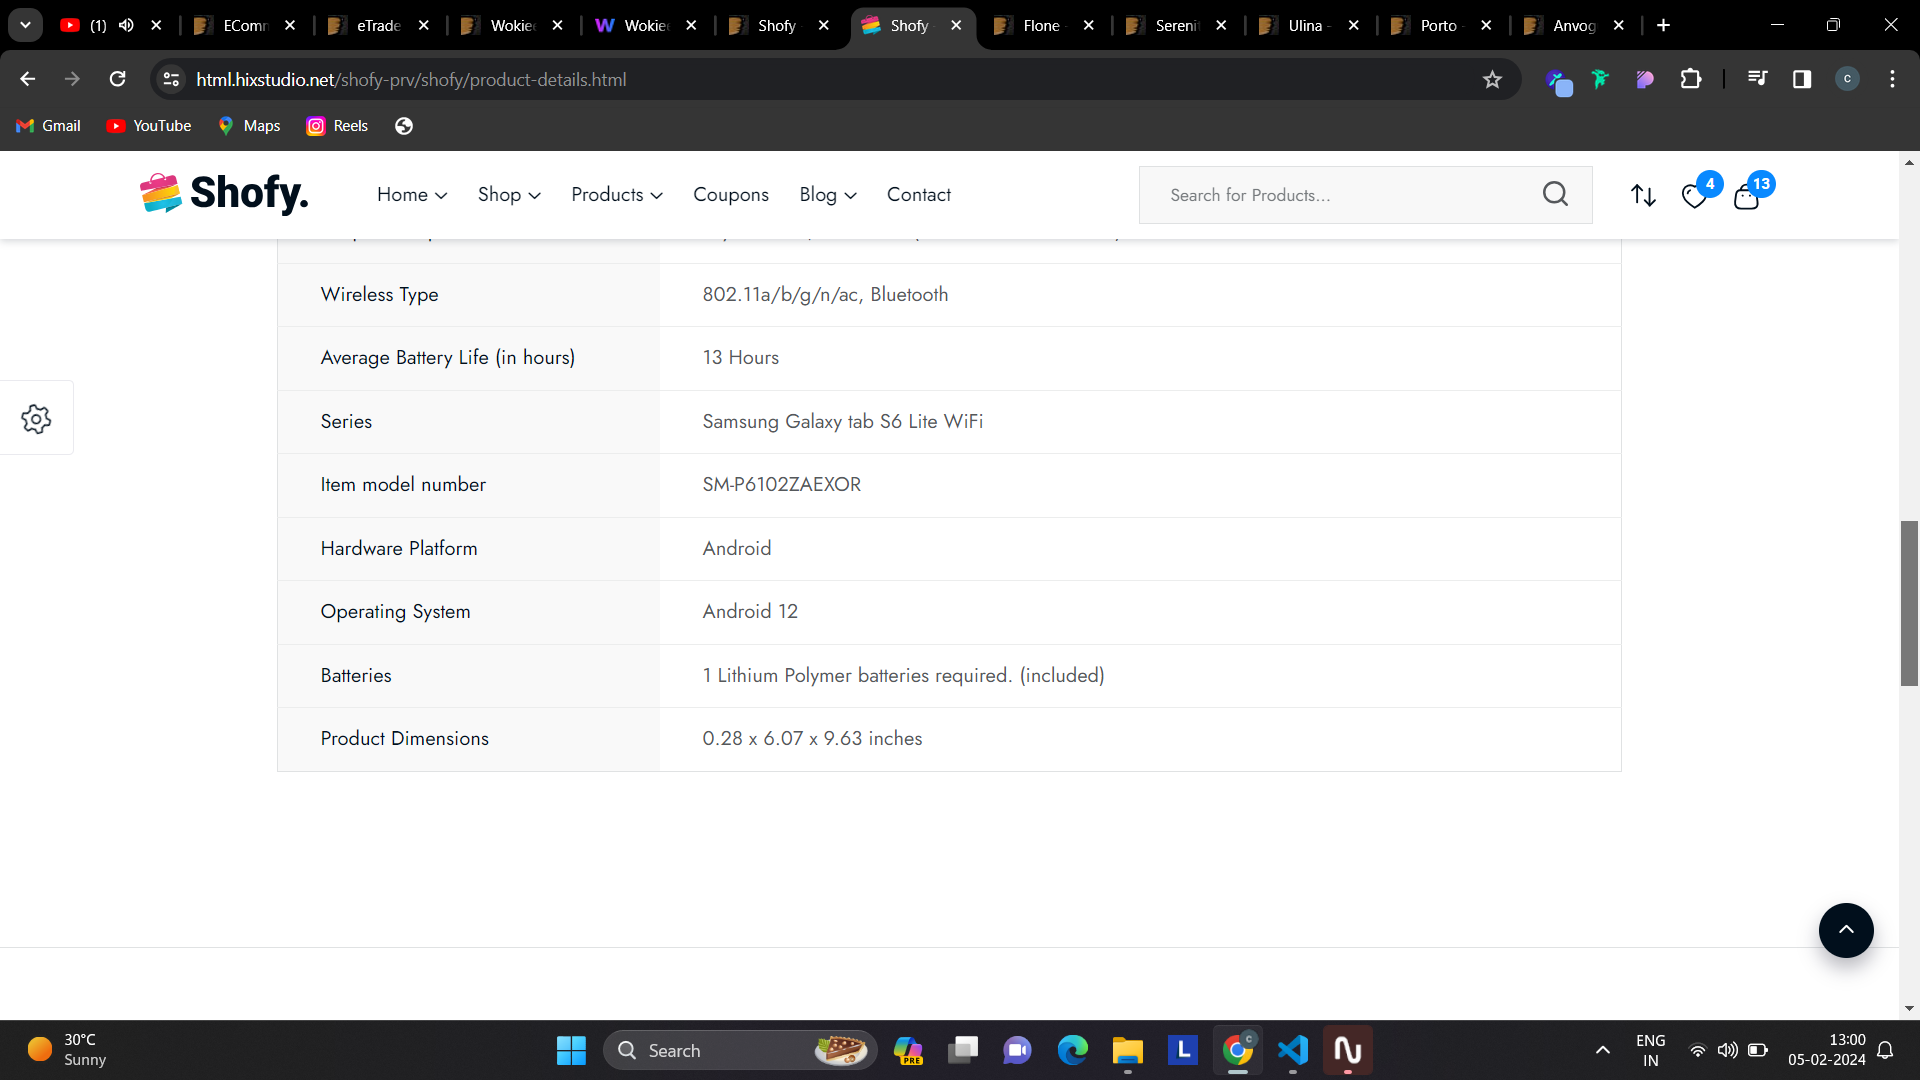 (1)
EComm
eTrade
Wokiee
Wokiee
Shofy
Shofy
Flone
Sereni
Ulina -
Porto -
Anvog
html.hixstudio.net/shofy-prv/shofy/product-details.html
Gmail
YouTube
Maps
Reels
Shofy.
Home
Shop
Products
Coupons
Blog
Contact
Search for Products...
4
13
Wireless Type
802.11a/b/g/n/ac, Bluetooth
Average Battery Life (in hours)
13 Hours
Series
Samsung Galaxy tab S6 Lite WiFi
Item model number
SM-P6102ZAEXOR
Hardware Platform
Android
Operating System
Android 12
Batteries
1 Lithium Polymer batteries required. (included)
Product Dimensions
0.28 x 6.07 x 9.63 inches
30°C
Sunny
Search
PRE
L
C
ENG
IN
13:00
05-02-2024